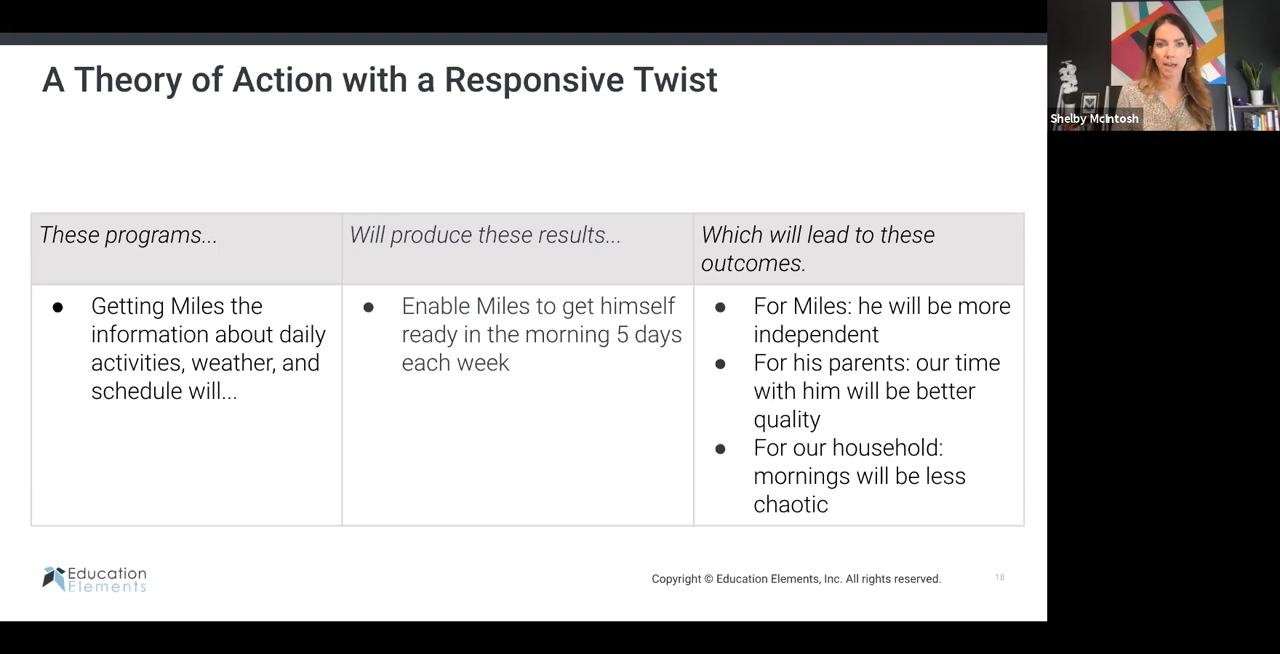 A Theory of Action with a Responsive Twist
Shelby McIntosh
These programs...
Will produce these results...
Which will lead to these
outcomes.
● Getting Miles the
information about daily
activities, weather, and
schedule will...
● Enable Miles to get himself
ready in the morning 5 days
each week
● For Miles: he will be more
independent
● For his parents: our time
with him will be better
quality
● For our household:
mornings will be less
chaotic
Education
Elements
Copyright © Education Elements, Inc. All rights reserved.
18